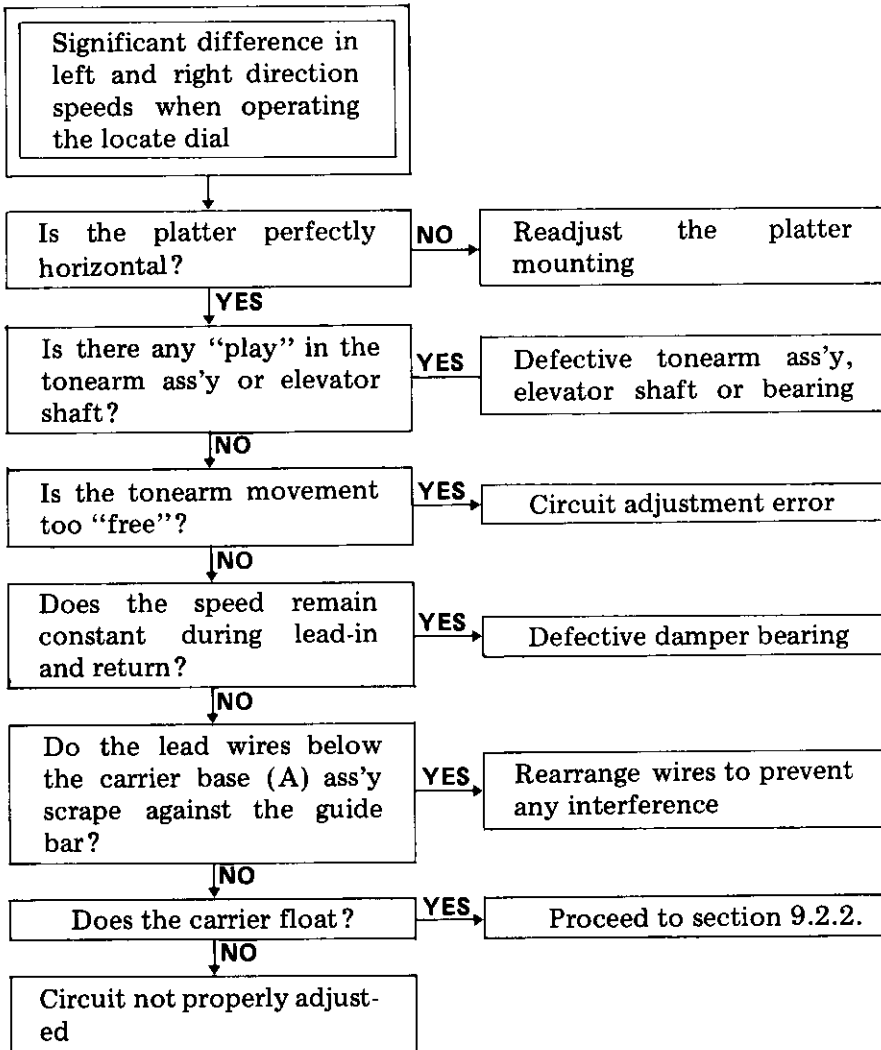 Significant difference in
left and right direction
speeds when operating
the locate dial
Is the platter perfectly
horizontal?
NO
Readjust the platter
mounting
YES
Is there any “play” in the
tonearm ass’y or elevator
shaft?
YES
Defective tonearm ass’y,
elevator shaft or bearing
NO
Is the tonearm movement
too “free”?
YES
Circuit adjustment error
NO
Does the speed remain
constant during lead-in
and return?
YES
Defective damper bearing
NO
Do the lead wires below
the carrier base (A) ass’y
scrape against the guide
bar?
YES
Rearrange wires to prevent
any interference
NO
Does the carrier float?
YES
Proceed to section 9.2.2.
NO
Circuit not properly adjust-
ed